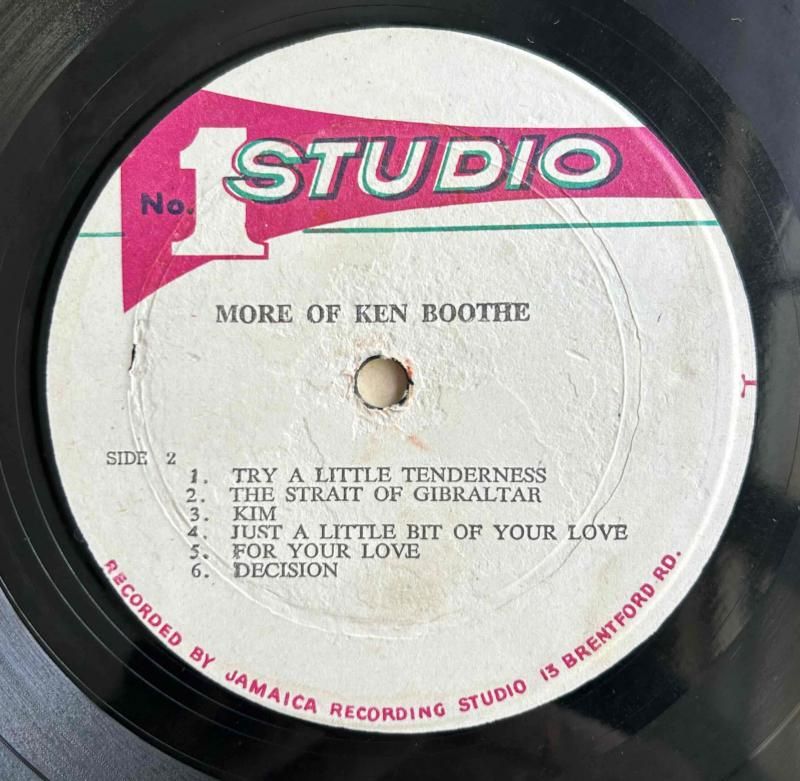 No. 1 STUDIO
MORE OF KEN BOOTHE
SIDE 2
1. TRY A LITTLE TENDERNESS
2. THE STRAIT OF GIBRALTAR
3. KIM
4. JUST A LITTLE BIT OF YOUR LOVE
5. FOR YOUR LOVE
6. DECISION
RECORDED BY JAMAICA RECORDING STUDIO 13 BRENTFORD RD.